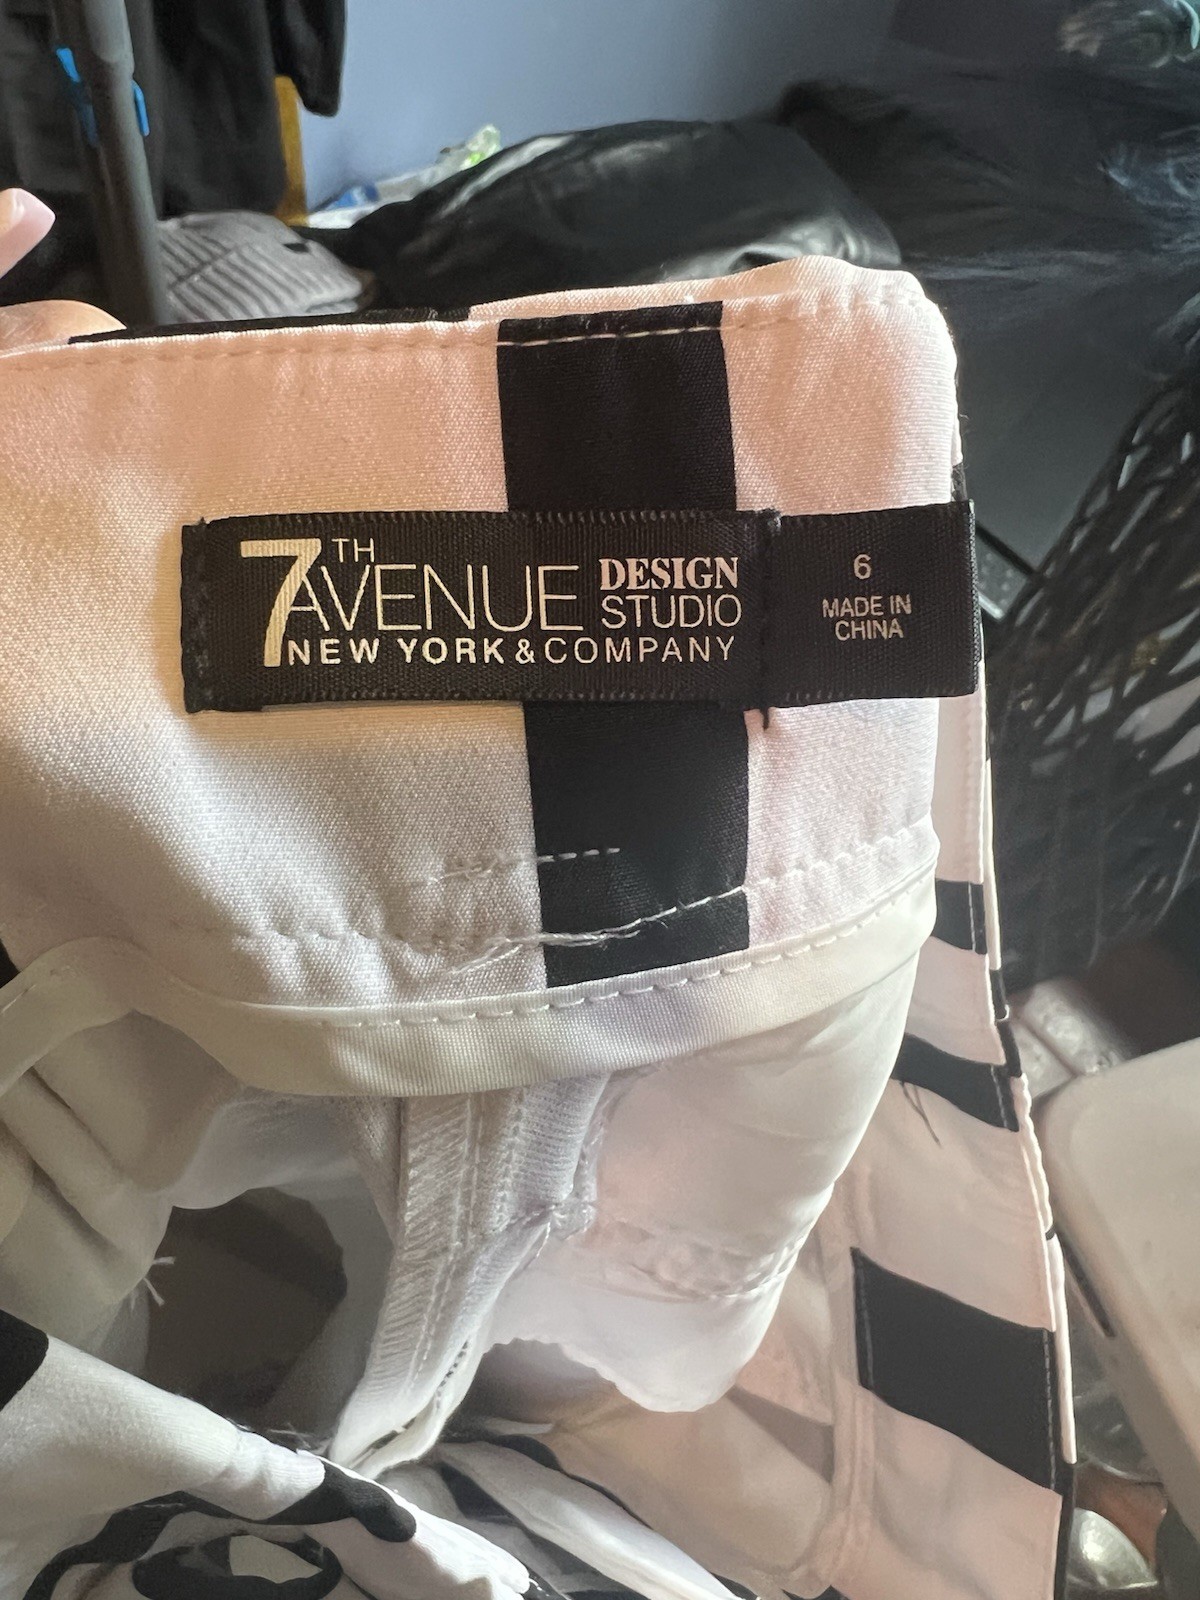 7TH AVENUE DESIGN STUDIO
NEW YORK & COMPANY
6
MADE IN
CHINA